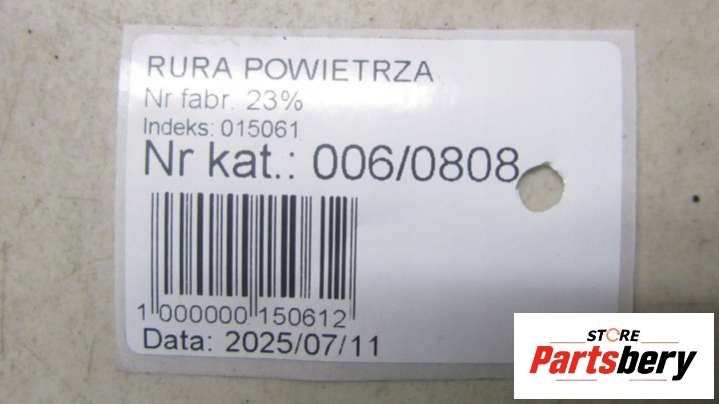 RURA POWIETRZA
Nr fabr. 23%
Indeks: 015061
Nr kat.: 006/0808
1 000000 150612
Data: 2025/07/11
STORE
Partsbery